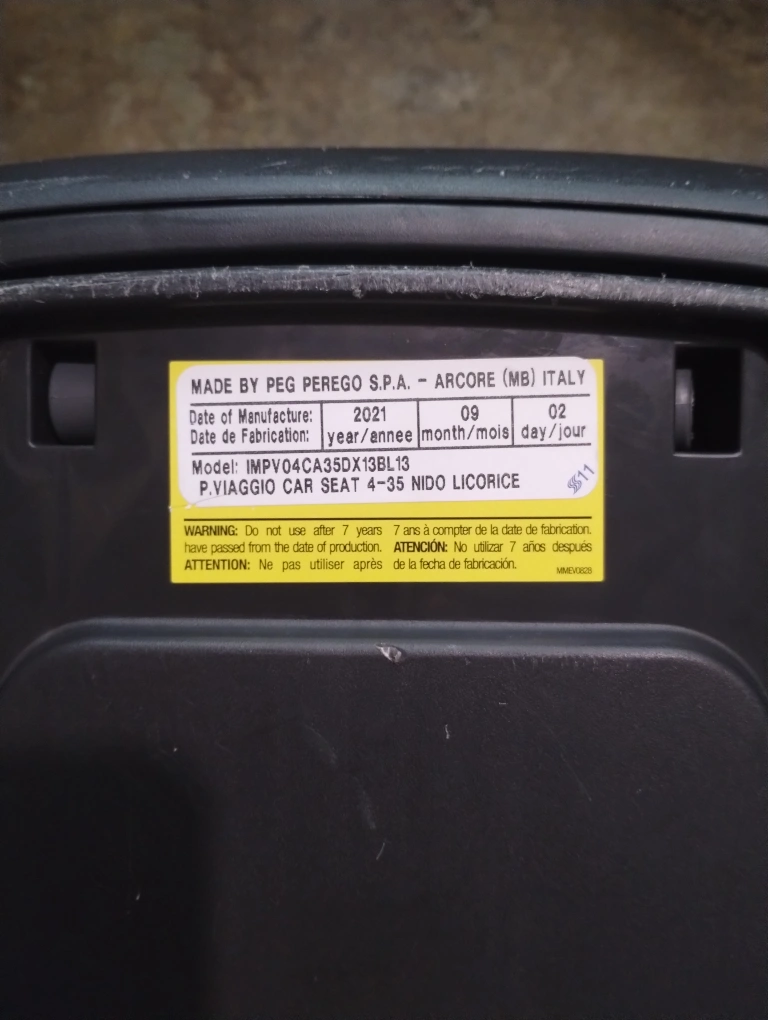 MADE BY PEG PEREGO S.P.A. - ARCORE (MB) ITALY
Date of Manufacture: 2021 09 02
Date de Fabrication: year/annee month/mois day/jour
Model: IMPV04CA35DX13BL13
P.VIAGGIO CAR SEAT 4-35 NIDO LICORICE
S11
WARNING: Do not use after 7 years
have passed from the date of production.
ATTENTION: Ne pas utiliser après
7 ans à compter de la date de fabrication.
ATENCIÓN: No utilizar 7 años después
de la fecha de fabricación.
MMEV0828